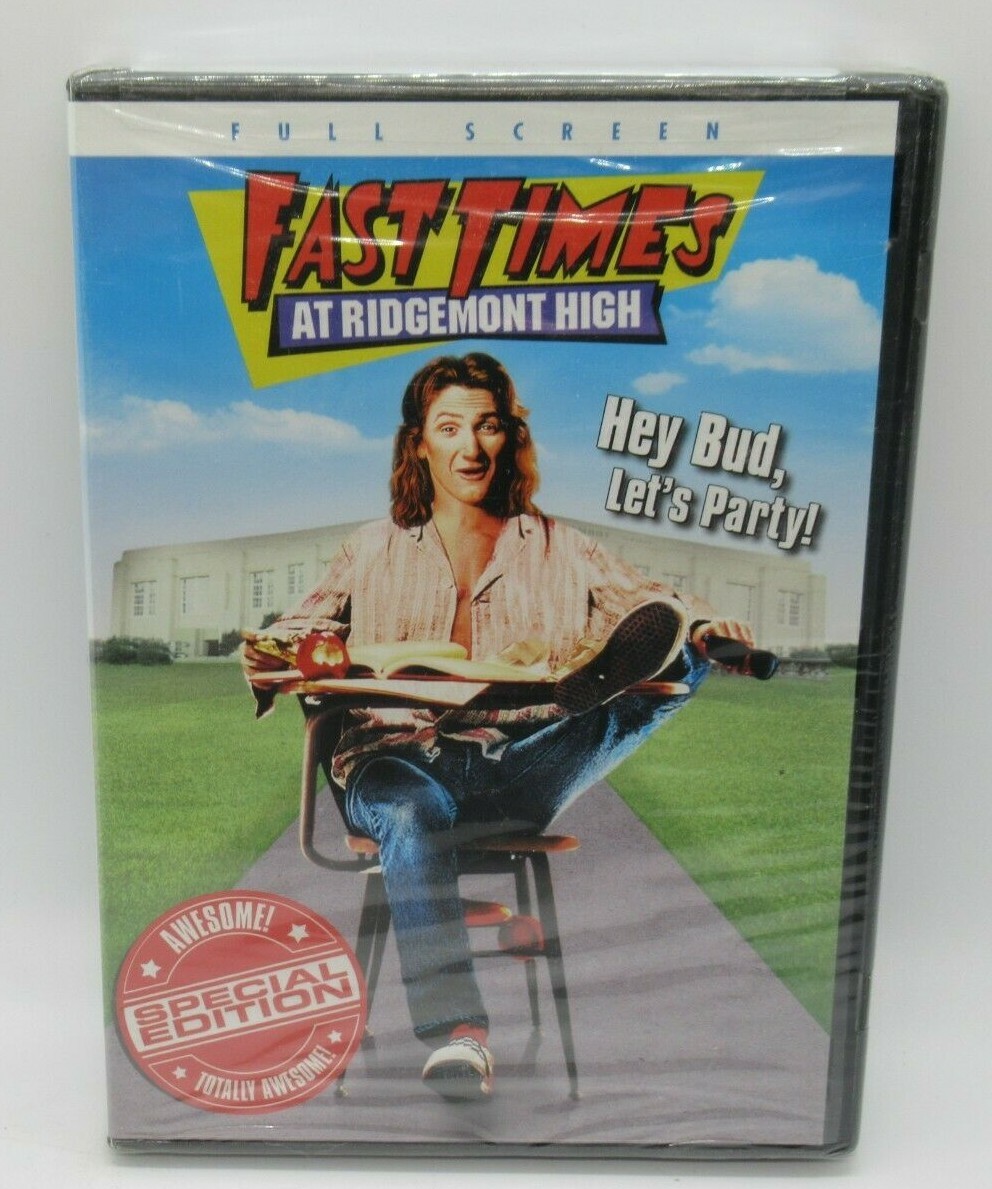 FULL SCREEN
FAST TIMES
AT RIDGEMONT HIGH
Hey Bud,
Let's Party!
AWESOME!
SPECIAL
EDITION
TOTALLY AWESOME!